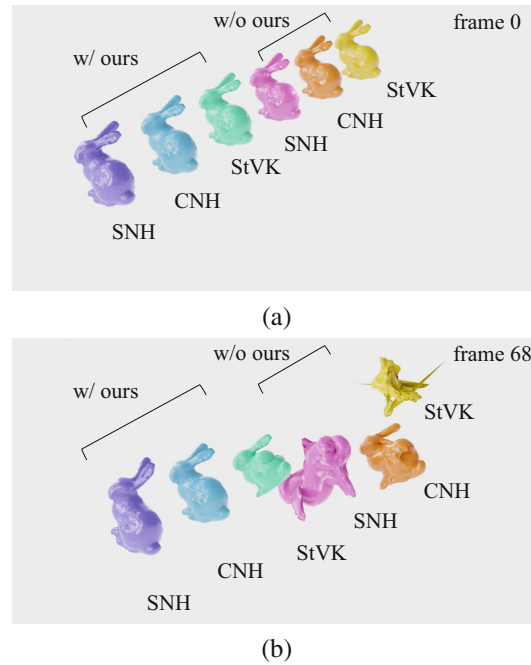 frame 0
w/o ours
w/ ours
StVK
CNH
SNH
StVK
CNH
SNH
(a)
w/o ours
frame 68
w/ ours
StVK
CNH
SNH
StVK
CNH
SNH
(b)